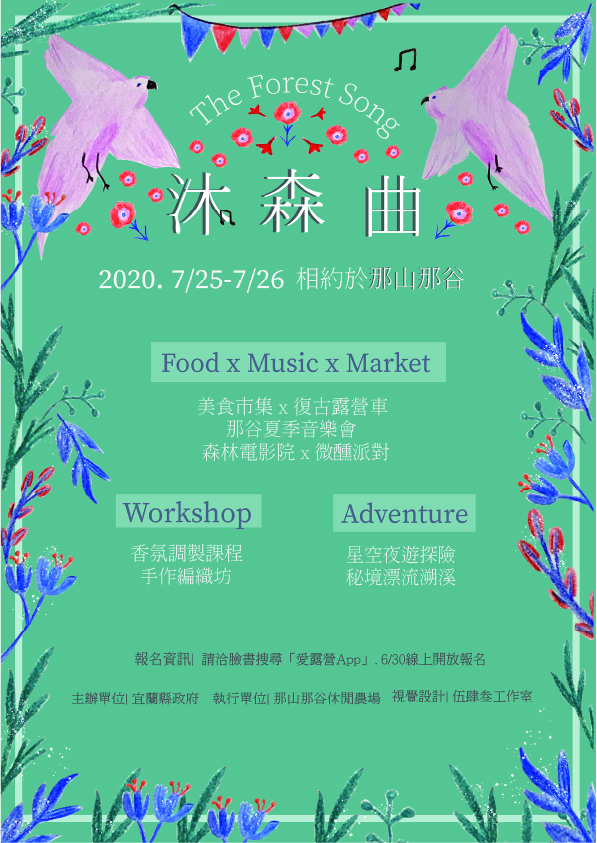 The Forest Song
沐森曲
2020. 7/25-7/26 相約於那山那谷
Food x Music x Market
美食市集 x 復古露營車
那谷夏季音樂會
森林電影院 x 微醺派對
Workshop
香氛調製課程
手作編織坊
Adventure
星空夜遊探險
秘境漂流溯溪
報名資訊| 請洽臉書搜尋「愛露營App」. 6/30線上開放報名
主辦單位| 宜蘭縣政府 執行單位| 那山那谷休閒農場 視覺設計| 伍肆叁工作室